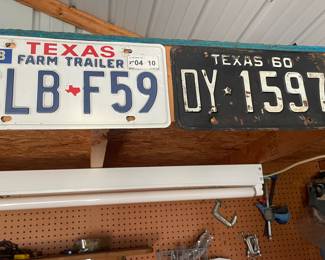 TEXAS
FARM TRAILER
04 10
LB F59
TEXAS 60
DY 1597